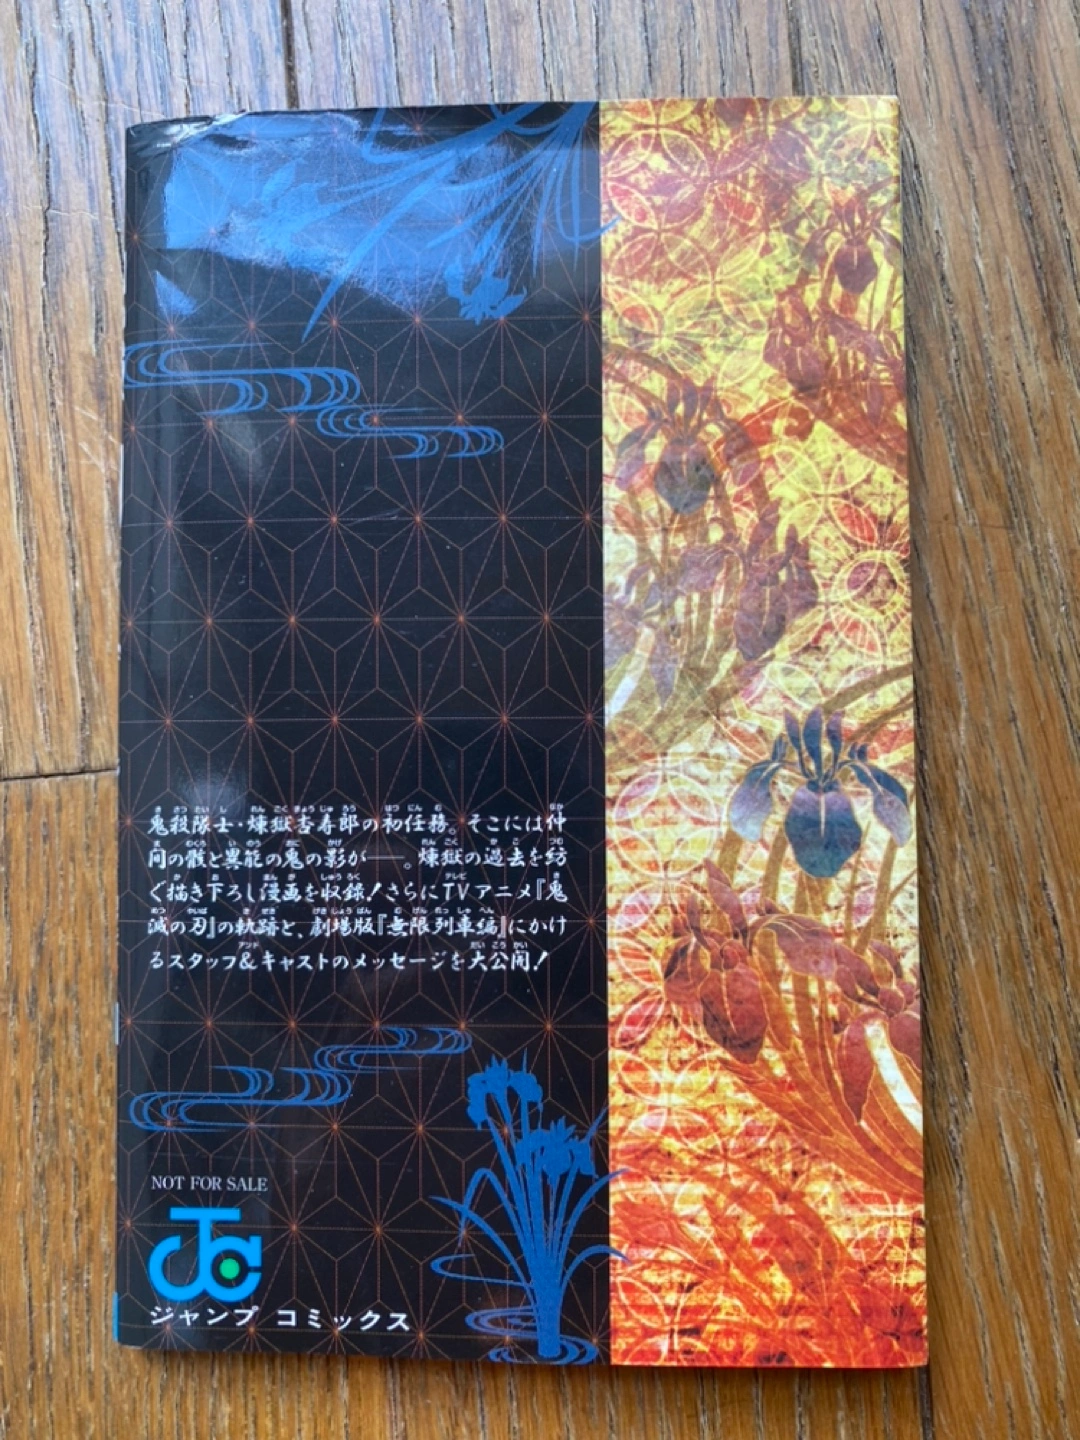 鬼殺隊士・煉獄杏寿郎の初任務。そこには仲
間の骸と異能の鬼の影が──。煉獄の過去を紡
ぐ描き下ろし漫画を収録!さらにTVアニメ『鬼
滅の刃』の軌跡と、劇場版『無限列車編』にかけ
るスタッフ&キャストのメッセージを大公開!
NOT FOR SALE
JC
ジャンプ コミックス